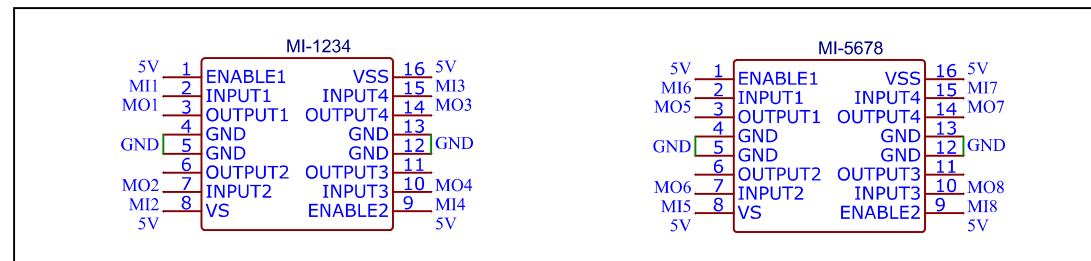 MI-1234
5V 1 ENABLE1 VSS 16 5V
MI1 2 INPUT1 INPUT4 15 MI3
MO1 3 OUTPUT1 OUTPUT4 14 MO3
4 GND GND 13
GND GND
5 GND GND 12
6 OUTPUT2 OUTPUT3 11
MO2 7 INPUT2 INPUT3 10 MO4
MI2 8 VS ENABLE2 9 MI4
5V 5V
MI-5678
5V 1 ENABLE1 VSS 16 5V
MI6 2 INPUT1 INPUT4 15 MI7
MO5 3 OUTPUT1 OUTPUT4 14 MO7
4 GND GND 13
GND GND
5 GND GND 12
6 OUTPUT2 OUTPUT3 11
MO6 7 INPUT2 INPUT3 10 MO8
MI5 8 VS ENABLE2 9 MI8
5V 5V